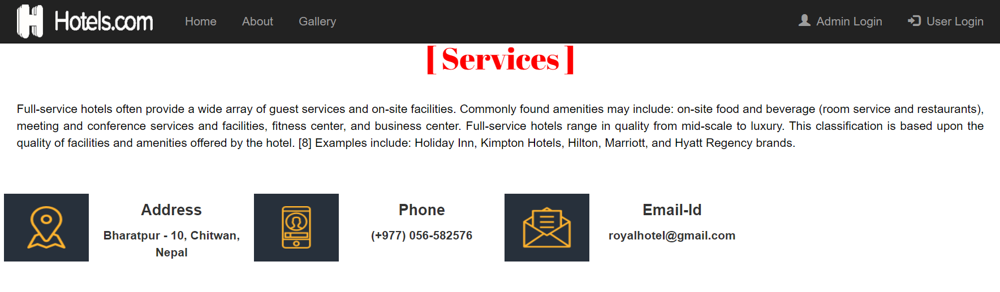 Hotels.com Home About Gallery Admin Login User Login
[ Services ]
Full-service hotels often provide a wide array of guest services and on-site facilities. Commonly found amenities may include: on-site food and beverage (room service and restaurants),
meeting and conference services and facilities, fitness center, and business center. Full-service hotels range in quality from mid-scale to luxury. This classification is based upon the
quality of facilities and amenities offered by the hotel. [8] Examples include: Holiday Inn, Kimpton Hotels, Hilton, Marriott, and Hyatt Regency brands.
Address
Bharatpur - 10, Chitwan,
Nepal
Phone
(+977) 056-582576
Email-Id
royalhotel@gmail.com